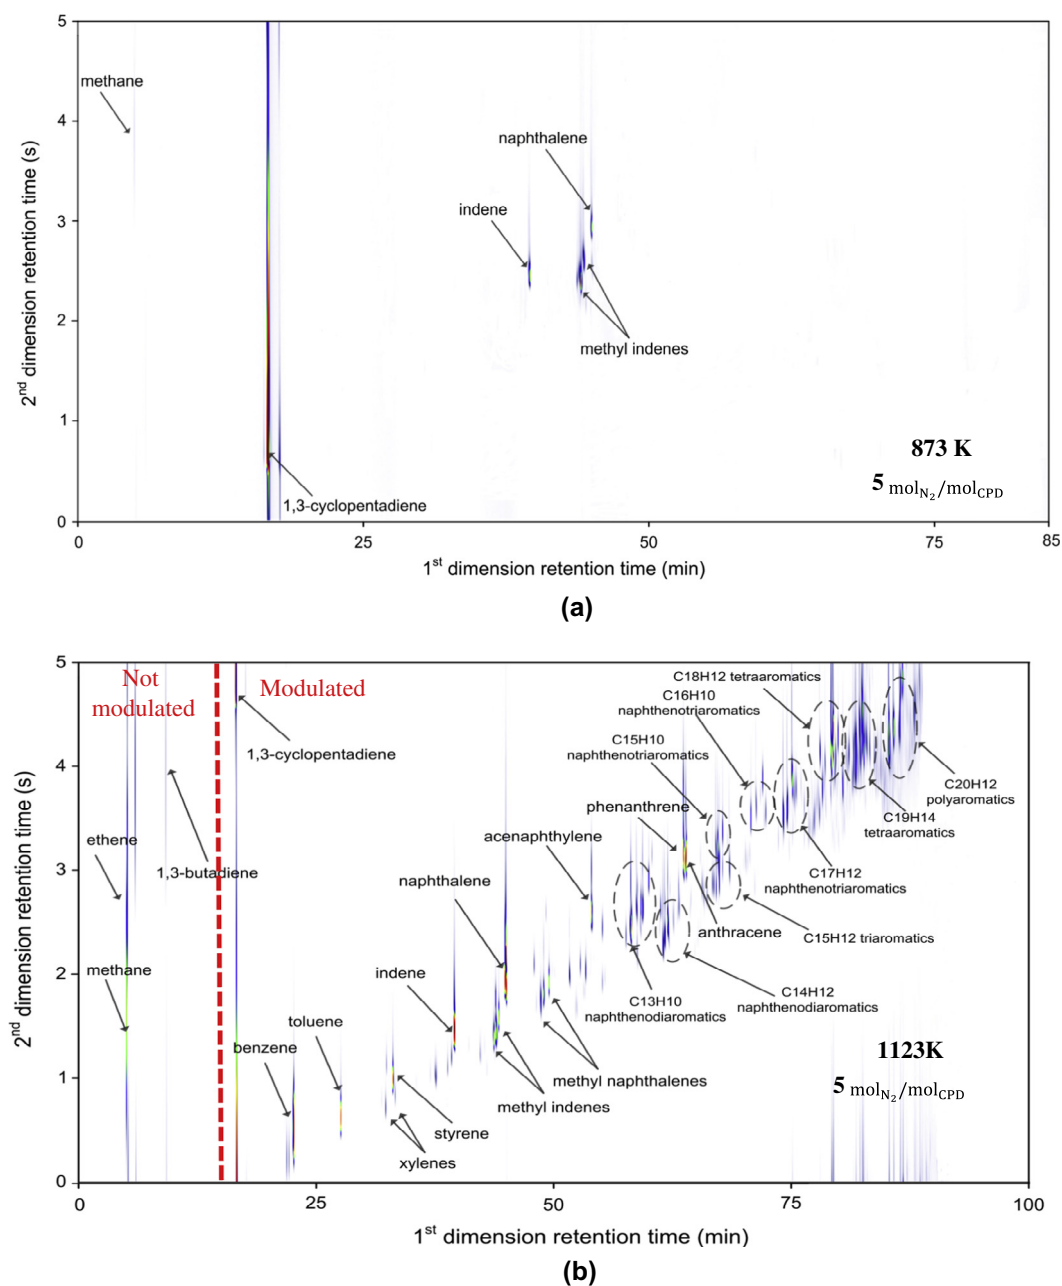 5
methane
4
naphthalene
3
indene
2
methyl indenes
1
873 K
5 mol_N₂/mol_CPD
1,3-cyclopentadiene
0
0
25
50
75
85
2ⁿᵈ dimension retention time (s)
1ˢᵗ dimension retention time (min)
(a)
5
Not
modulated
Modulated
C18H12 tetraaromatics
C16H10
naphthenotriaromatics
C15H10
naphthenotriaromatics
1,3-cyclopentadiene
4
C20H12
polyaromatics
phenanthrene
C19H14
tetraaromatics
acenaphthylene
ethene
1,3-butadiene
3
naphthalene
C17H12
naphthenotriaromatics
anthracene
C15H12 triaromatics
methane
indene
2
C13H10
naphthenodiaromatics
C14H12
naphthenodiaromatics
toluene
benzene
1123K
5 mol_N₂/mol_CPD
1
methyl naphthalenes
methyl indenes
styrene
xylenes
0
0
25
50
75
100
2ⁿᵈ dimension retention time (s)
1ˢᵗ dimension retention time (min)
(b)